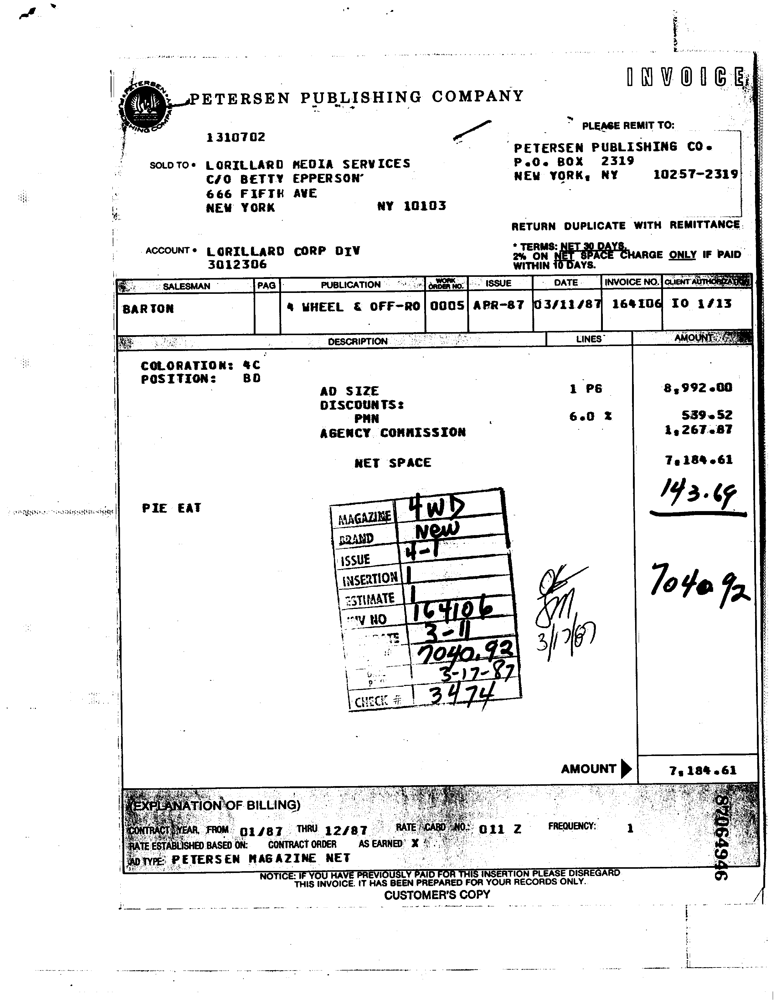 INVOICE
PETERSEN PUBLISHING COMPANY
PLEASE REMIT TO:
1310702
PETERSEN PUBLISHING CO.
P.O. BOX 2319
NEW YORK, NY 10257-2319
SOLD TO • LORILLARD MEDIA SERVICES
C/O BETTY EPPERSON
666 FIFTH AVE
NEW YORK NY 10103
RETURN DUPLICATE WITH REMITTANCE
* TERMS: NET 30 DAYS.
2% ON NET SPACE CHARGE ONLY IF PAID
WITHIN 10 DAYS.
ACCOUNT • LORILLARD CORP DIV
3012306
SALESMAN PAG PUBLICATION WORK ORDER NO. ISSUE DATE INVOICE NO. CLIENT AUTHORIZATION
BARTON 4 WHEEL & OFF-RO 0005 APR-87 03/11/87 164106 IO 1/13
DESCRIPTION LINES AMOUNT
COLORATION: 4C
POSITION: BD
AD SIZE 1 PG 8,992.00
DISCOUNTS:
PMN 6.0 % 539.52
AGENCY COMMISSION 1,267.87
NET SPACE 7,184.61
143.69
PIE EAT
MAGAZINE 4WD
BRAND New
ISSUE 4-1
INSERTION 1
ESTIMATE 1
INV NO 164106
DATE 3-11
7040.92
3-17-87
CHECK # 3474
OK
3/17/87
7040.92
AMOUNT 7,184.61
(EXPLANATION OF BILLING)
CONTRACT YEAR FROM 01/87 THRU 12/87 RATE CARD NO.: 011 Z FREQUENCY: 1
RATE ESTABLISHED BASED ON: CONTRACT ORDER AS EARNED X
AD TYPE: PETERSEN MAGAZINE NET
NOTICE: IF YOU HAVE PREVIOUSLY PAID FOR THIS INSERTION PLEASE DISREGARD
THIS INVOICE. IT HAS BEEN PREPARED FOR YOUR RECORDS ONLY.
CUSTOMER'S COPY
87064946